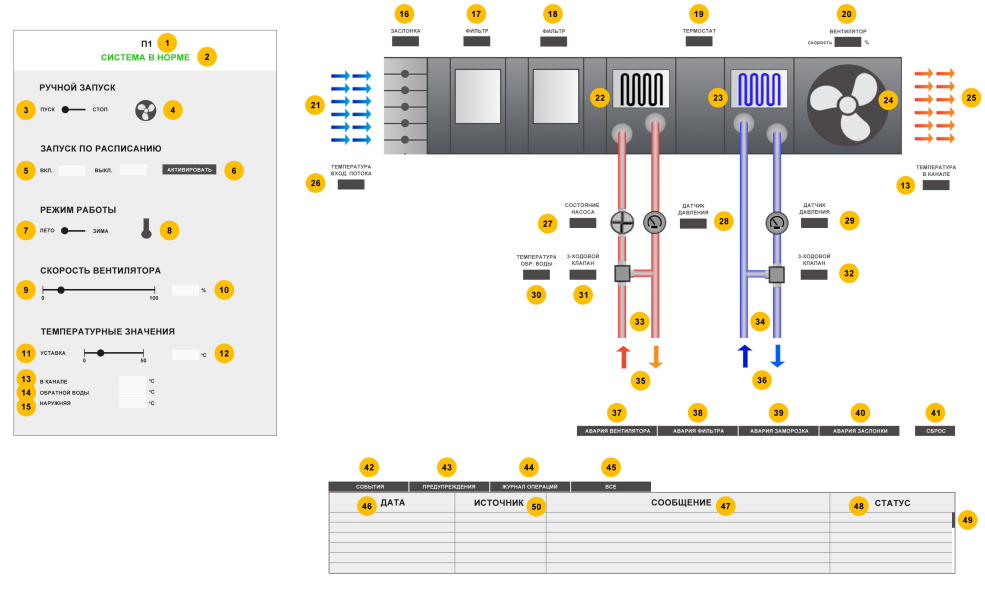 П1 1
СИСТЕМА В НОРМЕ 2
РУЧНОЙ ЗАПУСК
3 ПУСК СТОП 4
ЗАПУСК ПО РАСПИСАНИЮ
5 ВКЛ. ВЫКЛ. АКТИВИРОВАТЬ 6
РЕЖИМ РАБОТЫ
7 ЛЕТО ЗИМА 8
СКОРОСТЬ ВЕНТИЛЯТОРА
9 % 10
0 100
ТЕМПЕРАТУРНЫЕ ЗНАЧЕНИЯ
11 УСТАВКА °C 12
0 50
13 В КАНАЛЕ °C
14 ОБРАТНОЙ ВОДЫ °C
15 НАРУЖНЯЯ °C
16 17 18 19 20
ЗАСЛОНКА ФИЛЬТР ФИЛЬТР ТЕРМОСТАТ ВЕНТИЛЯТОР
скорость %
21 22 23 24 25
ТЕМПЕРАТУРА
ВХОД. ПОТОКА
26
ТЕМПЕРАТУРА
В КАНАЛЕ
13
СОСТОЯНИЕ
НАСОСА
27
ДАТЧИК
ДАВЛЕНИЯ
28
ДАТЧИК
ДАВЛЕНИЯ
29
ТЕМПЕРАТУРА
ОБР. ВОДЫ
30
3-ХОДОВОЙ
КЛАПАН
31
3-ХОДОВОЙ
КЛАПАН
32
33 34
35 36
37 38 39 40 41
АВАРИЯ ВЕНТИЛЯТОРА АВАРИЯ ФИЛЬТРА АВАРИЯ ЗАМОРОЗКА АВАРИЯ ЗАСЛОНКИ СБРОС
42 43 44 45
СОБЫТИЯ ПРЕДУПРЕЖДЕНИЯ ЖУРНАЛ ОПЕРАЦИЙ ВСЕ
46 ДАТА ИСТОЧНИК 50 СООБЩЕНИЕ 47 48 СТАТУС
49